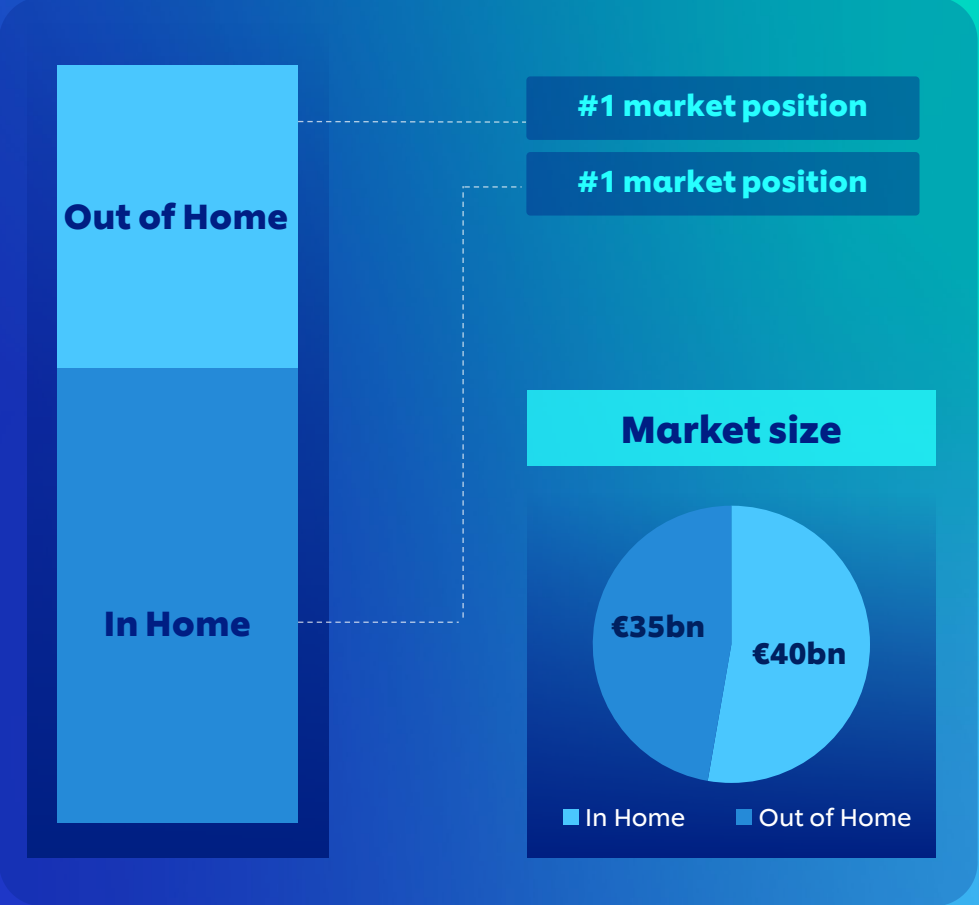 Out of Home
In Home
#1 market position
#1 market position
Market size
€35bn
€40bn
In Home
Out of Home